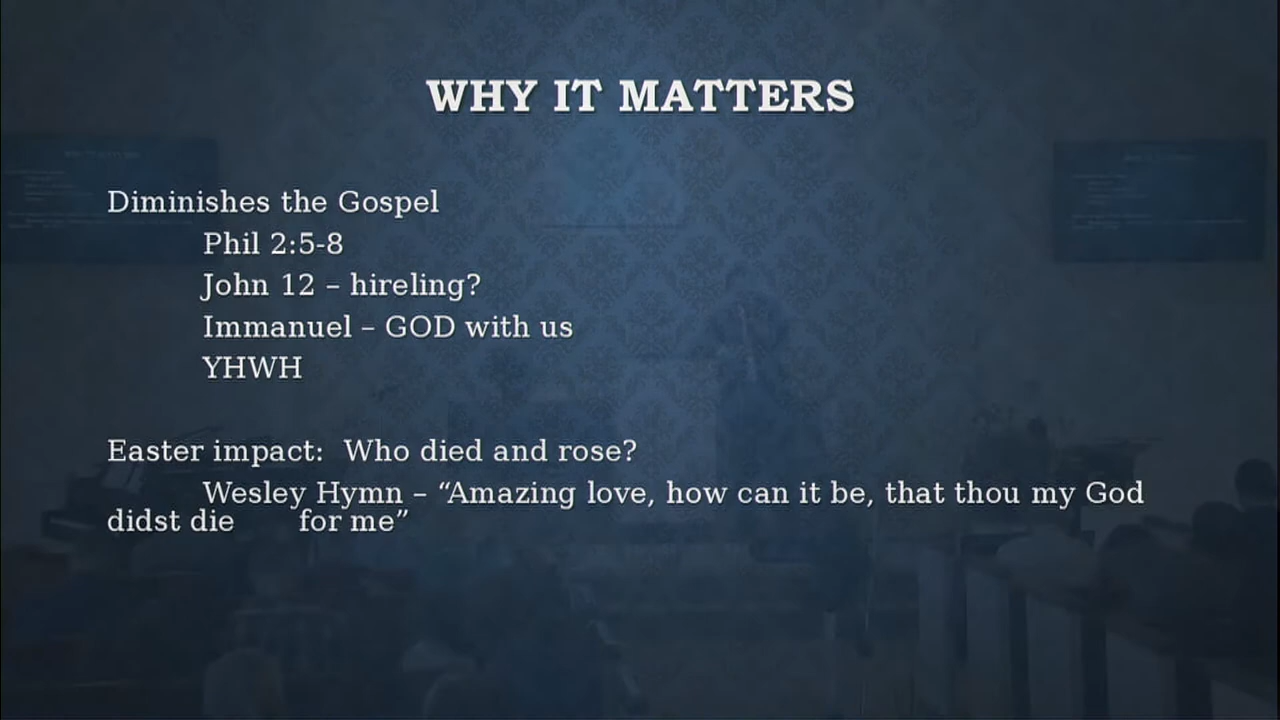 WHY IT MATTERS
Diminishes the Gospel
Phil 2:5-8
John 12 – hireling?
Immanuel – GOD with us
YHWH
Easter impact:  Who died and rose?
Wesley Hymn – “Amazing love, how can it be, that thou my God
didst die for me”